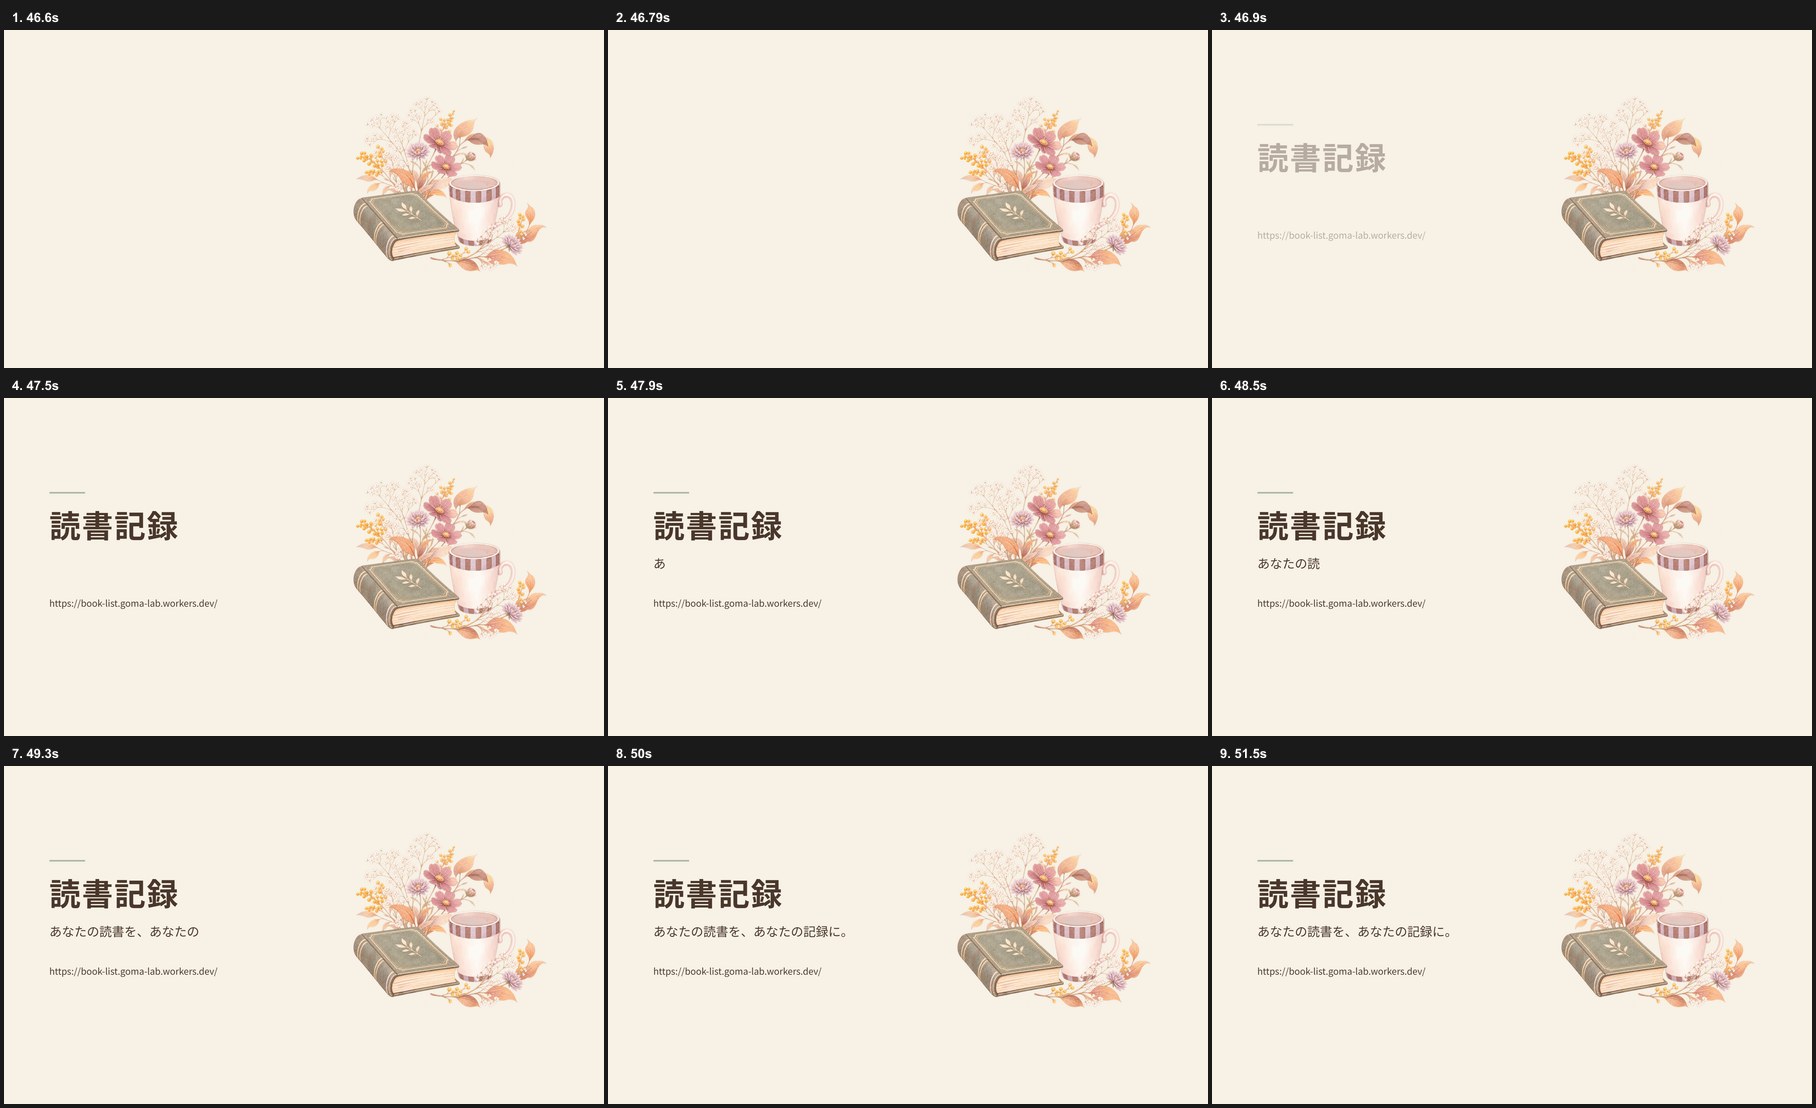 1. 46.6s
2. 46.79s
3. 46.9s
読書記録
https://book-list.goma-lab.workers.dev/
4. 47.5s
読書記録
https://book-list.goma-lab.workers.dev/
5. 47.9s
読書記録
あ
https://book-list.goma-lab.workers.dev/
6. 48.5s
読書記録
あなたの読
https://book-list.goma-lab.workers.dev/
7. 49.3s
読書記録
あなたの読書を、あなたの
https://book-list.goma-lab.workers.dev/
8. 50s
読書記録
あなたの読書を、あなたの記録に。
https://book-list.goma-lab.workers.dev/
9. 51.5s
読書記録
あなたの読書を、あなたの記録に。
https://book-list.goma-lab.workers.dev/